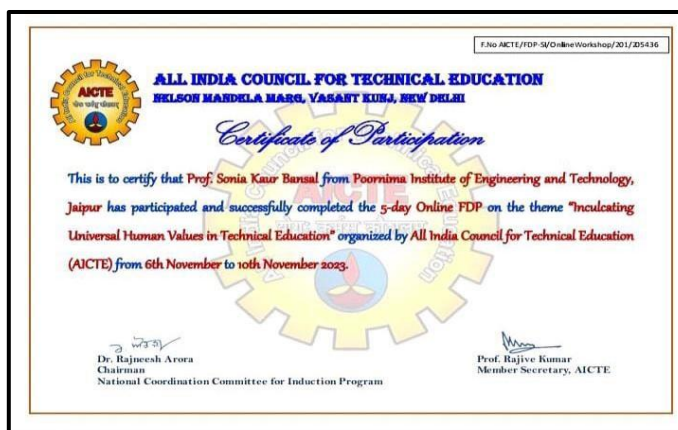 F.No AICTE/FDP-SI/OnlineWorkshop/201/205436
AICTE
ALL INDIA COUNCIL FOR TECHNICAL EDUCATION
NELSON MANDELA MARG, VASANT KUNJ, NEW DELHI
Certificate of Participation
This is to certify that Prof. Sonia Kaur Bansal from Poornima Institute of Engineering and Technology,
Jaipur has participated and successfully completed the 5-day Online FDP on the theme "Inculcating
Universal Human Values in Technical Education" organized by All India Council for Technical Education
(AICTE) from 6th November to 10th November 2023.
Dr. Rajneesh Arora
Chairman
National Coordination Committee for Induction Program
Prof. Rajive Kumar
Member Secretary, AICTE